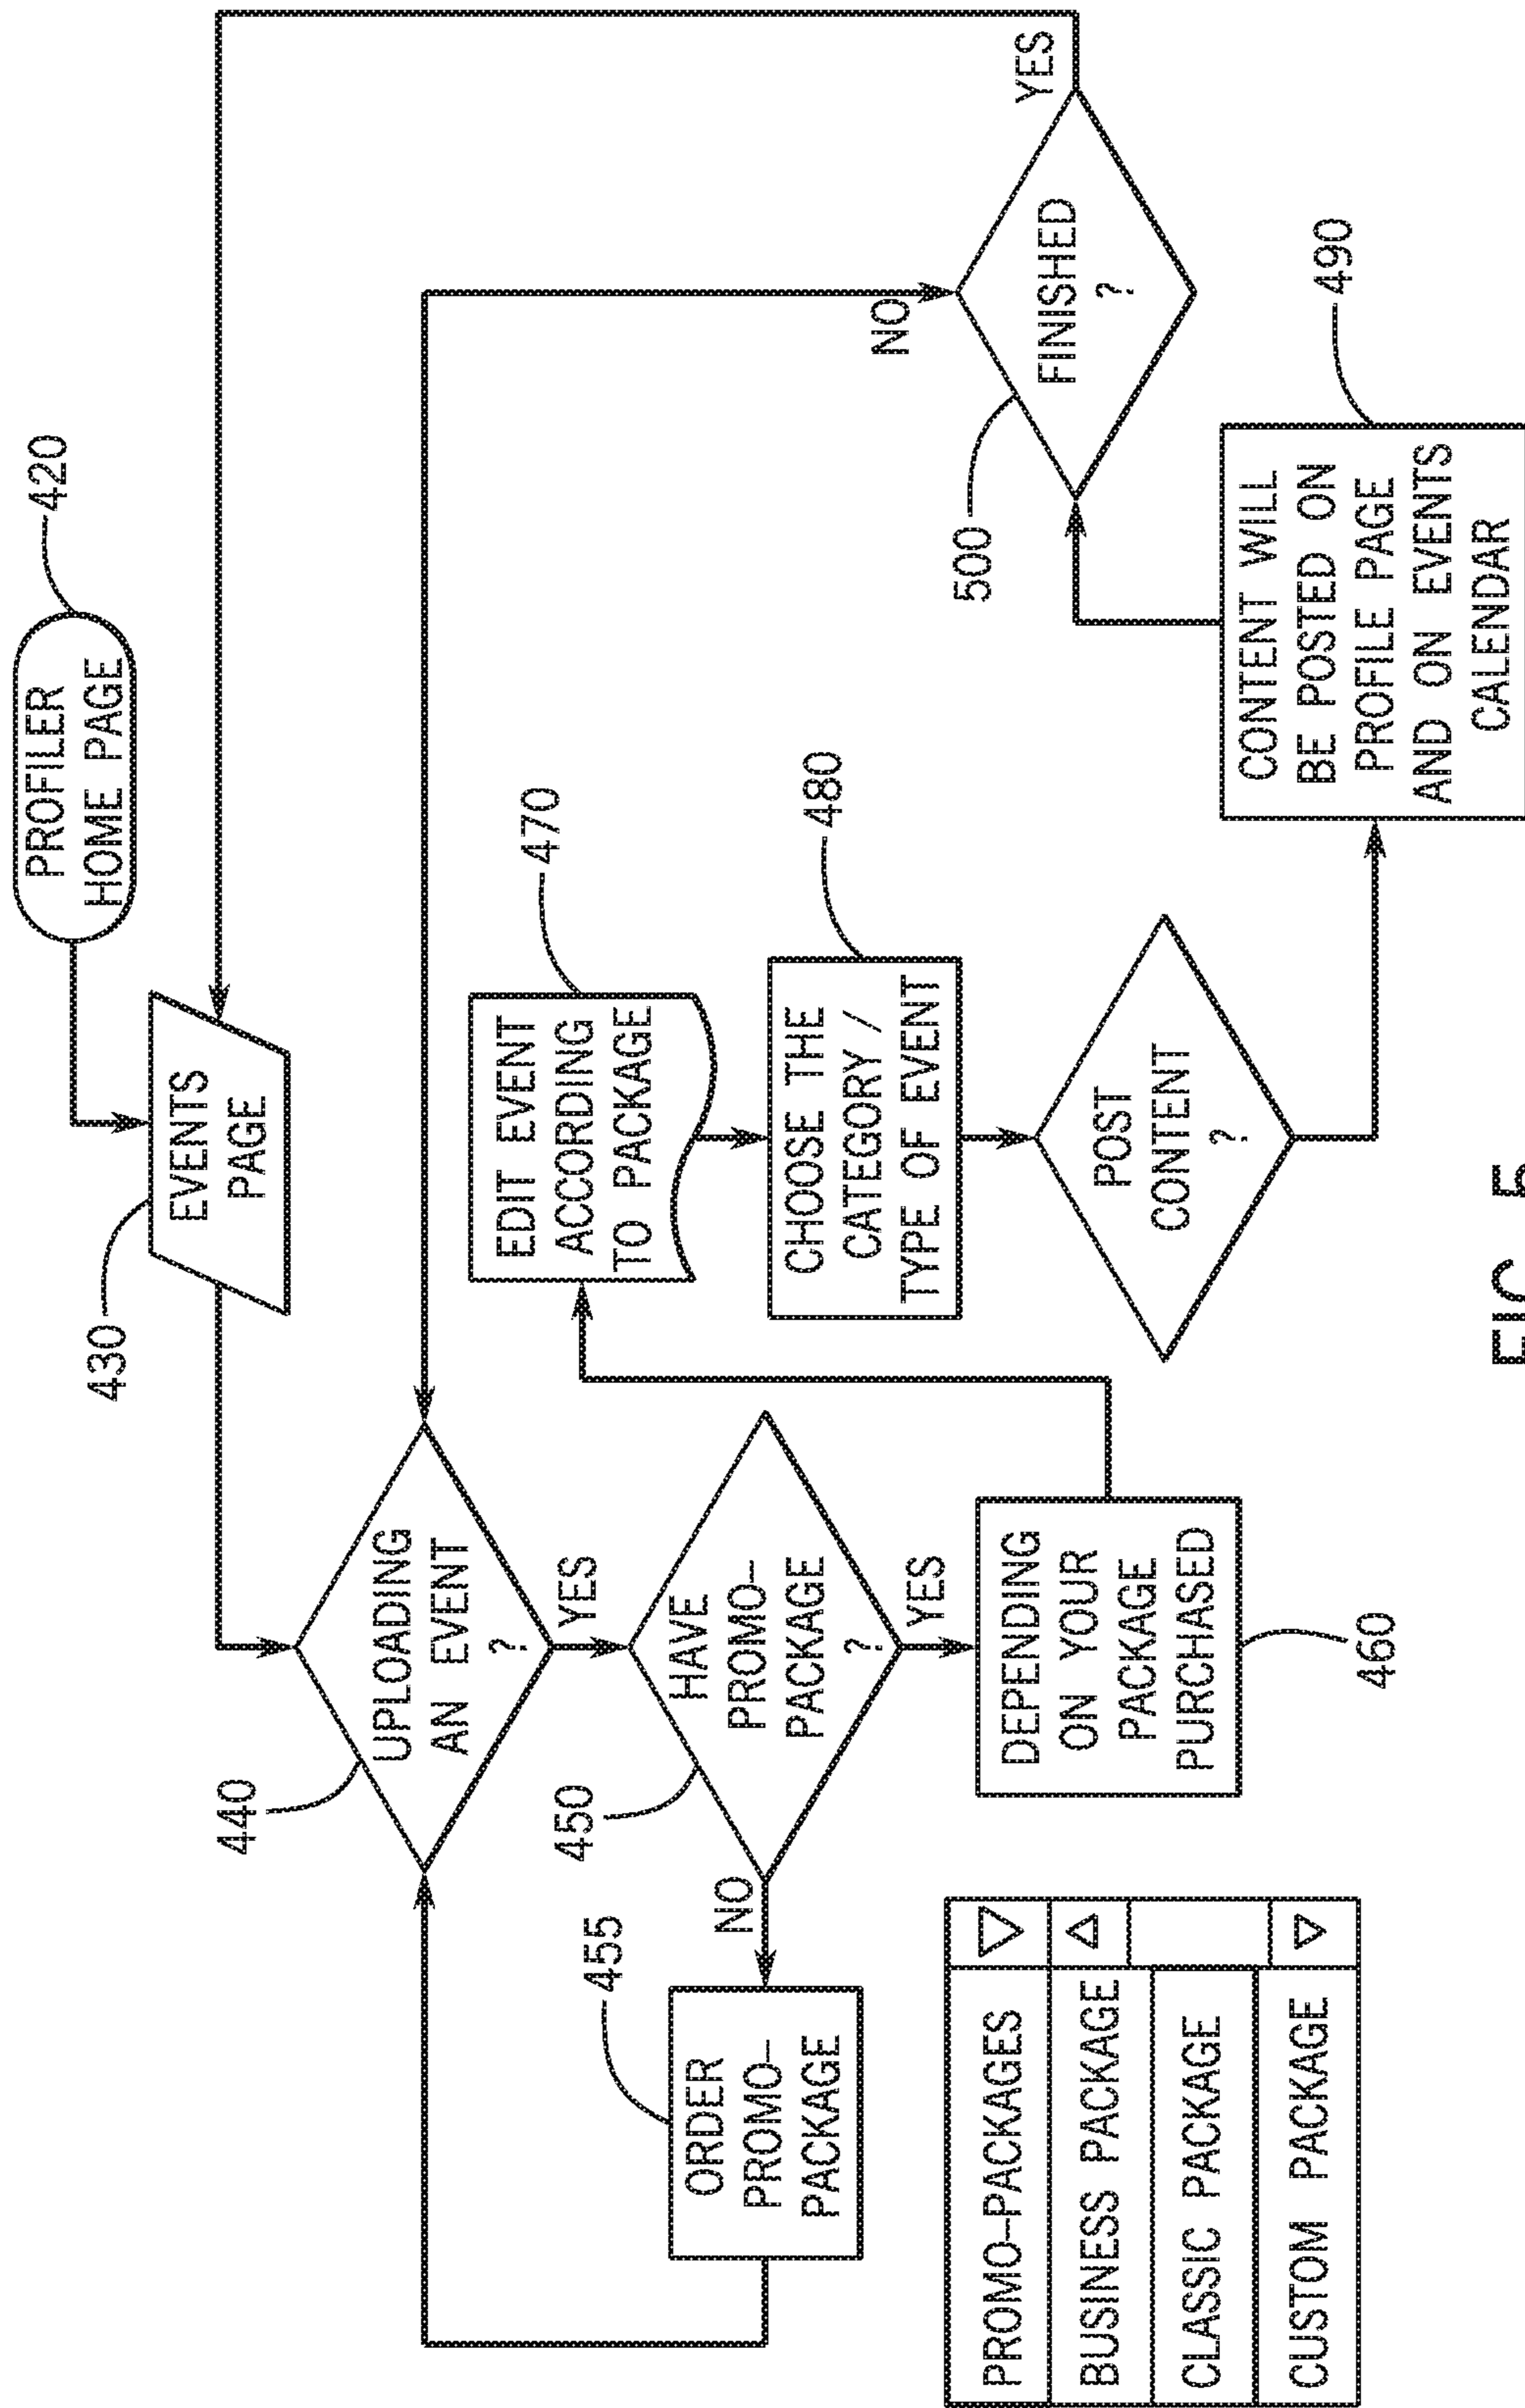 PROFILER
HOME PAGE
420
EVENTS
PAGE
430
UPLOADING
AN EVENT
?
440
YES
HAVE
PROMO–
PACKAGE
?
450
NO
YES
ORDER
PROMO–
PACKAGE
455
DEPENDING
ON YOUR
PACKAGE
PURCHASED
460
EDIT EVENT
ACCORDING
TO PACKAGE
470
CHOOSE THE
CATEGORY /
TYPE OF EVENT
480
POST
CONTENT
?
CONTENT WILL
BE POSTED ON
PROFILE PAGE
AND ON EVENTS
CALENDAR
490
FINISHED
?
500
NO
YES
PROMO–PACKAGES
BUSINESS PACKAGE
CLASSIC PACKAGE
CUSTOM PACKAGE